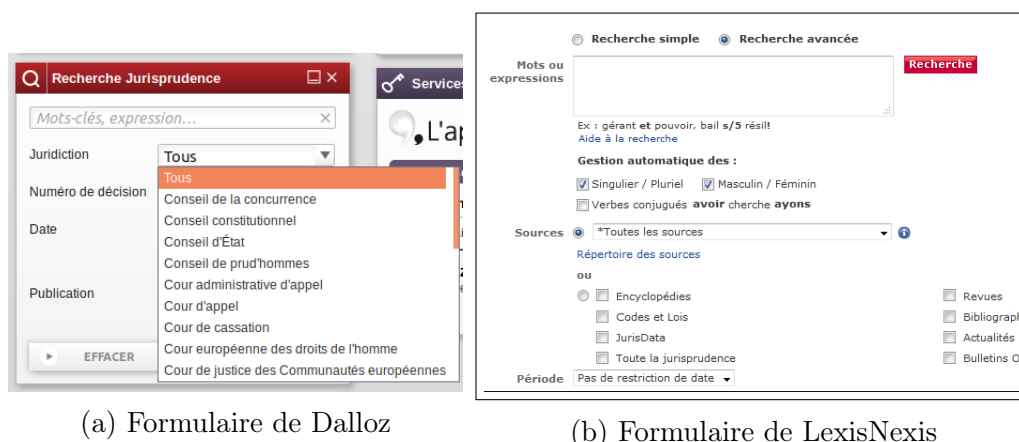 Recherche Jurisprudence
Mots-clés, expression...
Juridiction
Tous
Numéro de décision
Date
Publication
Tous
Conseil de la concurrence
Conseil constitutionnel
Conseil d'État
Conseil de prud'hommes
Cour administrative d'appel
Cour d'appel
Cour de cassation
Cour européenne des droits de l'homme
Cour de justice des Communautés européennes
EFFACER
Services
L'ap
(a) Formulaire de Dalloz
Recherche simple Recherche avancée
Mots ou
expressions
Recherche
Ex : gérant et pouvoir, bail s/5 résil!
Aide à la recherche
Gestion automatique des :
Singulier / Pluriel Masculin / Féminin
Verbes conjugués avoir cherche ayons
Sources *Toutes les sources
Répertoire des sources
ou
Encyclopédies Revues
Codes et Lois Bibliograph
JurisData Actualités
Toute la jurisprudence Bulletins O
Période Pas de restriction de date
(b) Formulaire de LexisNexis